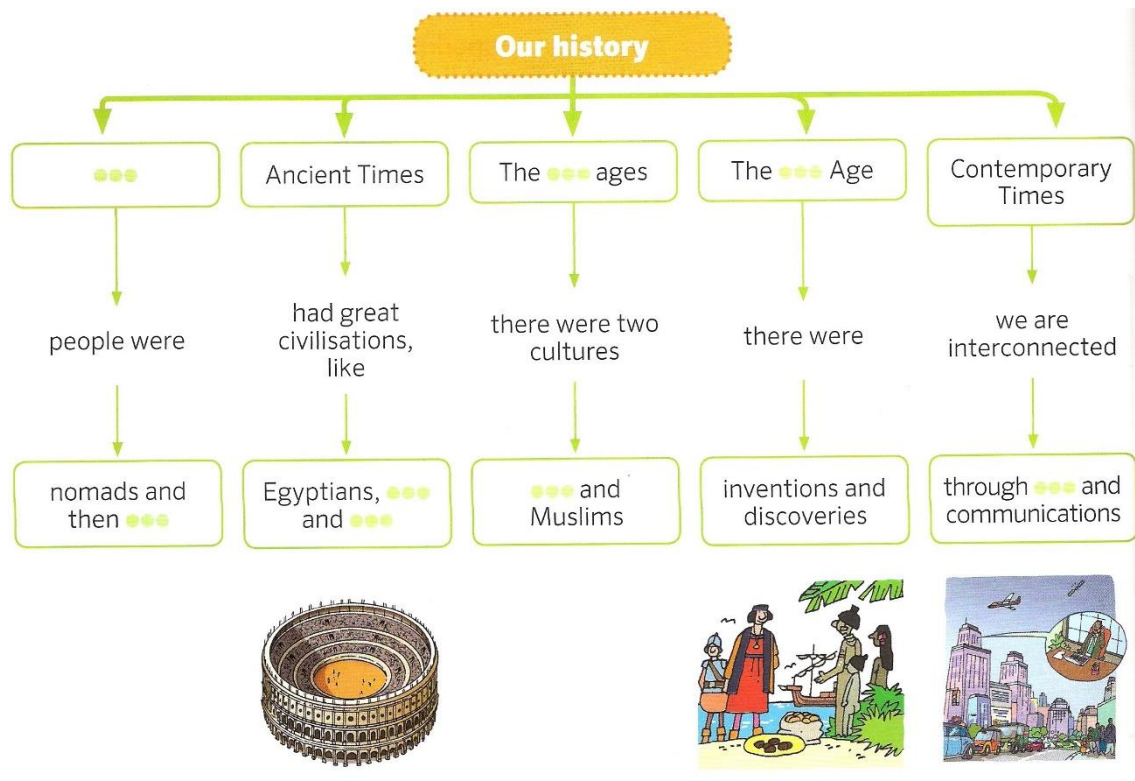 Our history
●●●
Ancient Times
The ●●● ages
The ●●● Age
Contemporary
Times
people were
had great
civilisations,
like
there were two
cultures
there were
we are
interconnected
nomads and
then ●●●
Egyptians, ●●●
and ●●●
●●● and
Muslims
inventions and
discoveries
through ●●● and
communications